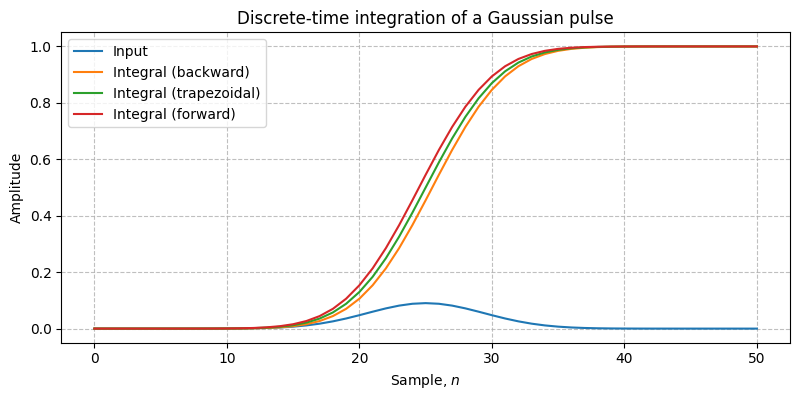 Discrete-time integration of a Gaussian pulse
Input
Integral (backward)
Integral (trapezoidal)
Integral (forward)
Amplitude
1.0
0.8
0.6
0.4
0.2
0.0
0 10 20 30 40 50
Sample, n